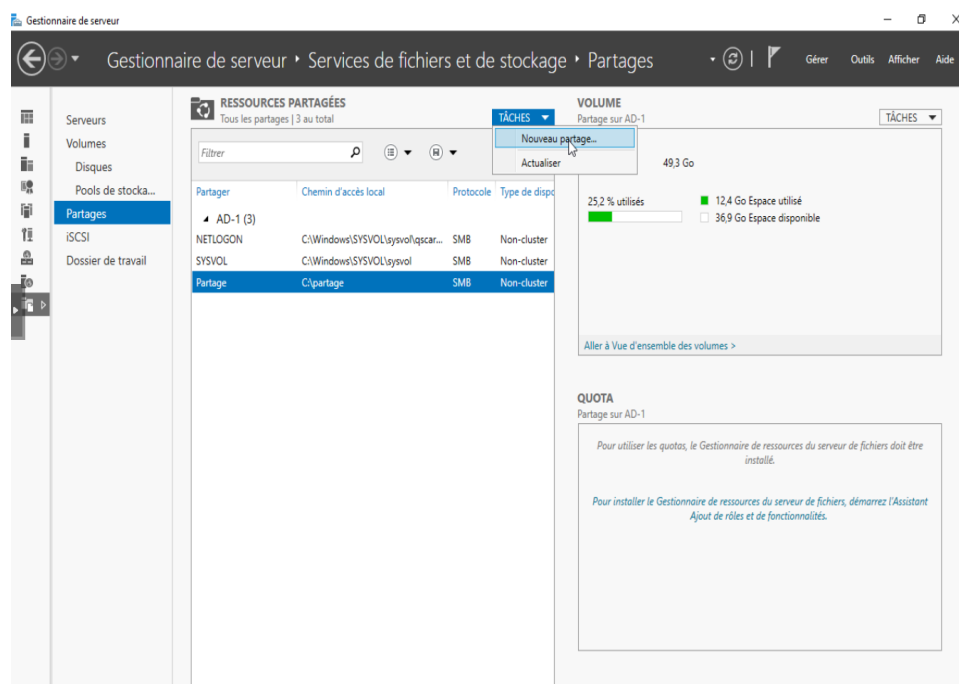 Gestionnaire de serveur
Gestionnaire de serveur ‣ Services de fichiers et de stockage ‣ Partages
Gérer Outils Afficher Aide
Serveurs
Volumes
Disques
Pools de stocka...
Partages
iSCSI
Dossier de travail
RESSOURCES PARTAGÉES
Tous les partages | 3 au total
TÂCHES
Nouveau partage...
Actualiser
Filtrer
Partager Chemin d'accès local Protocole Type de dispo
AD-1 (3)
NETLOGON C:\Windows\SYSVOL\sysvol\qscar... SMB Non-cluster
SYSVOL C:\Windows\SYSVOL\sysvol SMB Non-cluster
Partage C:\partage SMB Non-cluster
VOLUME
Partage sur AD-1
TÂCHES
49,3 Go
25,2 % utilisés
12,4 Go Espace utilisé
36,9 Go Espace disponible
Aller à Vue d'ensemble des volumes >
QUOTA
Partage sur AD-1
Pour utiliser les quotas, le Gestionnaire de ressources du serveur de fichiers doit être
installé.
Pour installer le Gestionnaire de ressources du serveur de fichiers, démarrez l'Assistant
Ajout de rôles et de fonctionnalités.